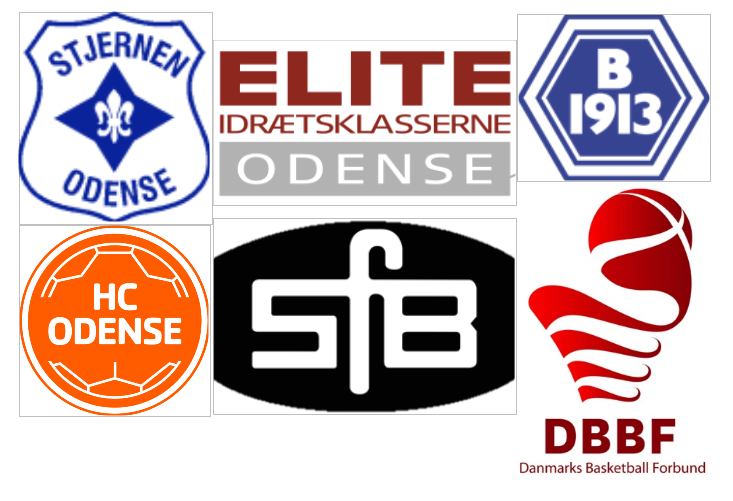 STJERNEN
ODENSE
ELITE
IDRÆTSKLASSERNE
ODENSE
B
1913
HC
ODENSE
SfB
DBBF
Danmarks Basketball Forbund